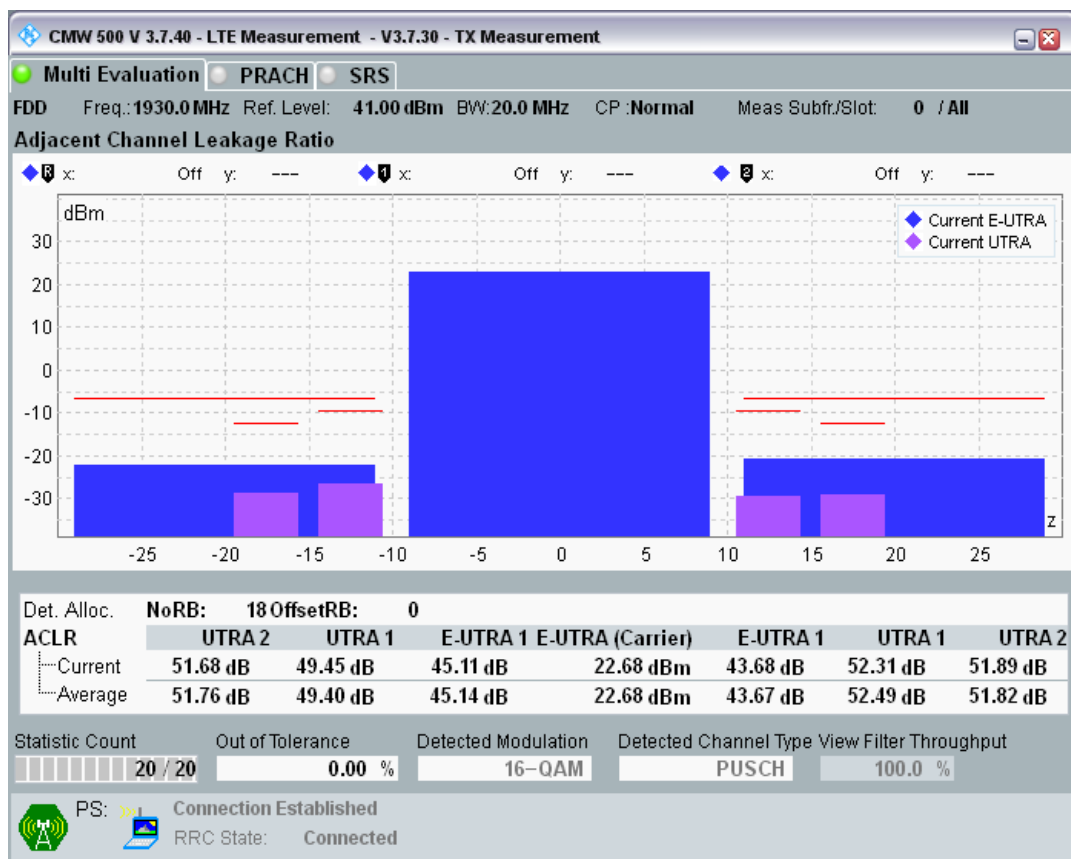 CMW 500 V 3.7.40 - LTE Measurement - V3.7.30 - TX Measurement
Multi Evaluation PRACH SRS
FDD Freq.: 1930.0 MHz Ref. Level: 41.00 dBm BW: 20.0 MHz CP : Normal Meas Subfr./Slot: 0 / All
Adjacent Channel Leakage Ratio
R x: Off y: --- 1 x: Off y: --- 2 x: Off y: ---
dBm
Current E-UTRA
Current UTRA
30
20
10
0
-10
-20
-30
z
-25 -20 -15 -10 -5 0 5 10 15 20 25
Det. Alloc. NoRB: 18 OffsetRB: 0
ACLR UTRA 2 UTRA 1 E-UTRA 1 E-UTRA (Carrier) E-UTRA 1 UTRA 1 UTRA 2
Current 51.68 dB 49.45 dB 45.11 dB 22.68 dBm 43.68 dB 52.31 dB 51.89 dB
Average 51.76 dB 49.40 dB 45.14 dB 22.68 dBm 43.67 dB 52.49 dB 51.82 dB
Statistic Count Out of Tolerance Detected Modulation Detected Channel Type View Filter Throughput
20 / 20 0.00 % 16-QAM PUSCH 100.0 %
PS: Connection Established
RRC State: Connected